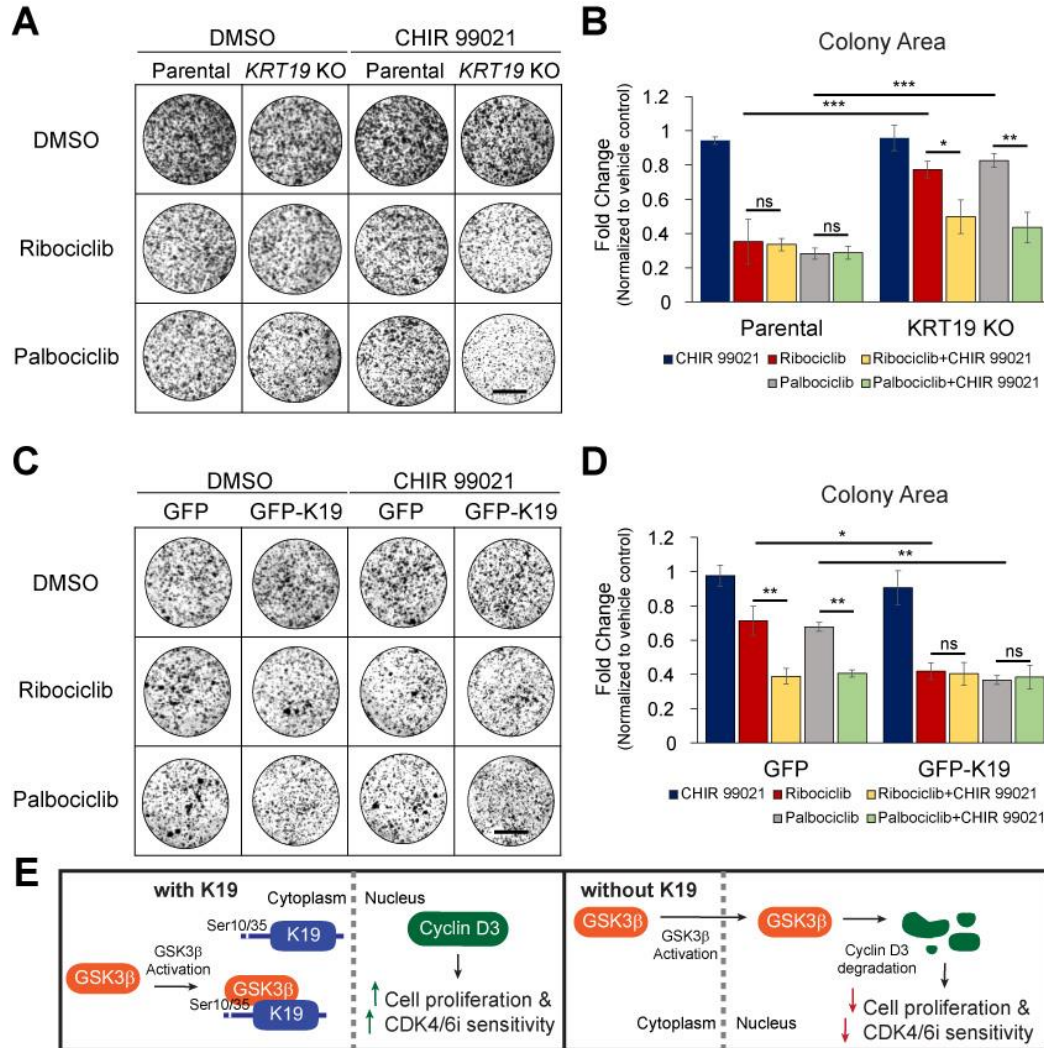 A
DMSO CHIR 99021
Parental KRT19 KO Parental KRT19 KO
DMSO
Ribociclib
Palbociclib
B
Colony Area
Fold Change
(Normalized to vehicle control)
1.2
1
0.8
0.6
0.4
0.2
0
ns
ns
***
***
*
**
Parental KRT19 KO
CHIR 99021 Ribociclib Ribociclib+CHIR 99021
Palbociclib Palbociclib+CHIR 99021
C
DMSO CHIR 99021
GFP GFP-K19 GFP GFP-K19
DMSO
Ribociclib
Palbociclib
D
Colony Area
Fold Change
(Normalized to vehicle control)
1.2
1
0.8
0.6
0.4
0.2
0
*
**
**
**
ns
ns
GFP GFP-K19
CHIR 99021 Ribociclib Ribociclib+CHIR 99021
Palbociclib Palbociclib+CHIR 99021
E
with K19
Cytoplasm Nucleus
Ser10/35
K19
GSK3β
GSK3β
Activation
GSK3β
Ser10/35
K19
Cyclin D3
Cell proliferation &
CDK4/6i sensitivity
without K19
GSK3β
GSK3β
Activation
GSK3β
Cyclin D3
degradation
Cell proliferation &
CDK4/6i sensitivity
Cytoplasm Nucleus